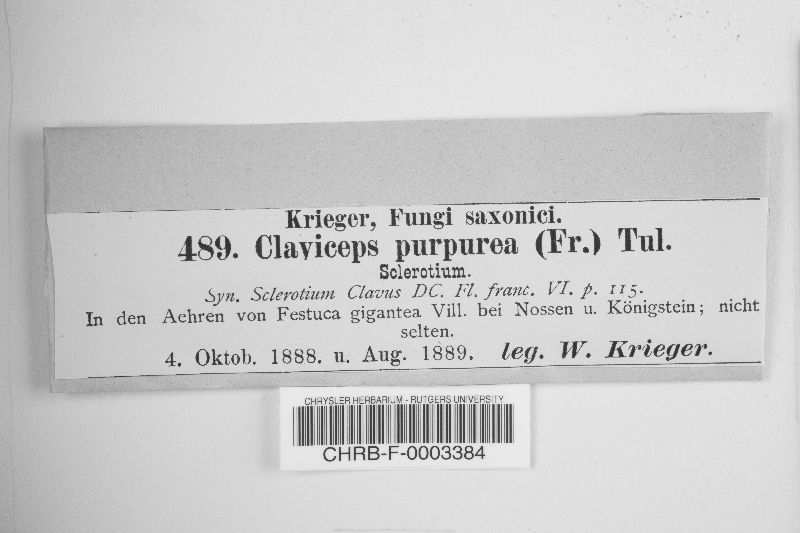 Krieger, Fungi saxonici.
489. Claviceps purpurea (Fr.) Tul.
Sclerotium.
Syn. Sclerotium Clavus DC. Fl. franc. VI. p. 115.
In den Aehren von Festuca gigantea Vill. bei Nossen u. Königstein; nicht
selten.
4. Oktob. 1888. u. Aug. 1889. leg. W. Krieger.
CHRYSLER HERBARIUM - RUTGERS UNIVERSITY
CHRB-F-0003384